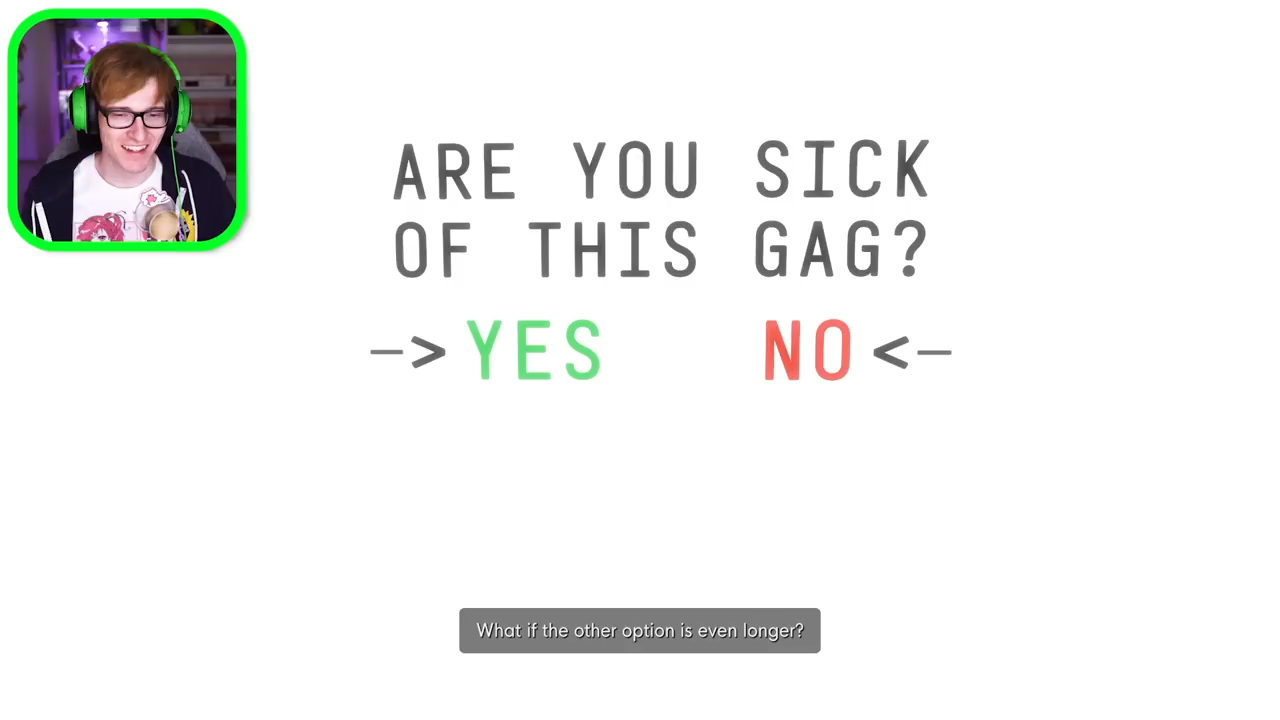 ARE YOU SICK
OF THIS GAG?
—> YES NO <—
What if the other option is even longer?